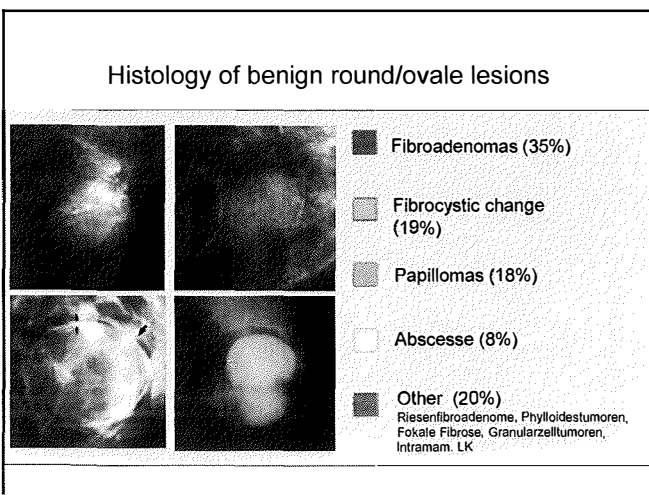 Histology of benign round/ovale lesions
Fibroadenomas (35%)
Fibrocystic change
(19%)
Papillomas (18%)
Abscesse (8%)
Other (20%)
Riesenfibroadenome, Phylloidestumoren,
Fokale Fibrose, Granularzelltumoren,
Intramam. LK